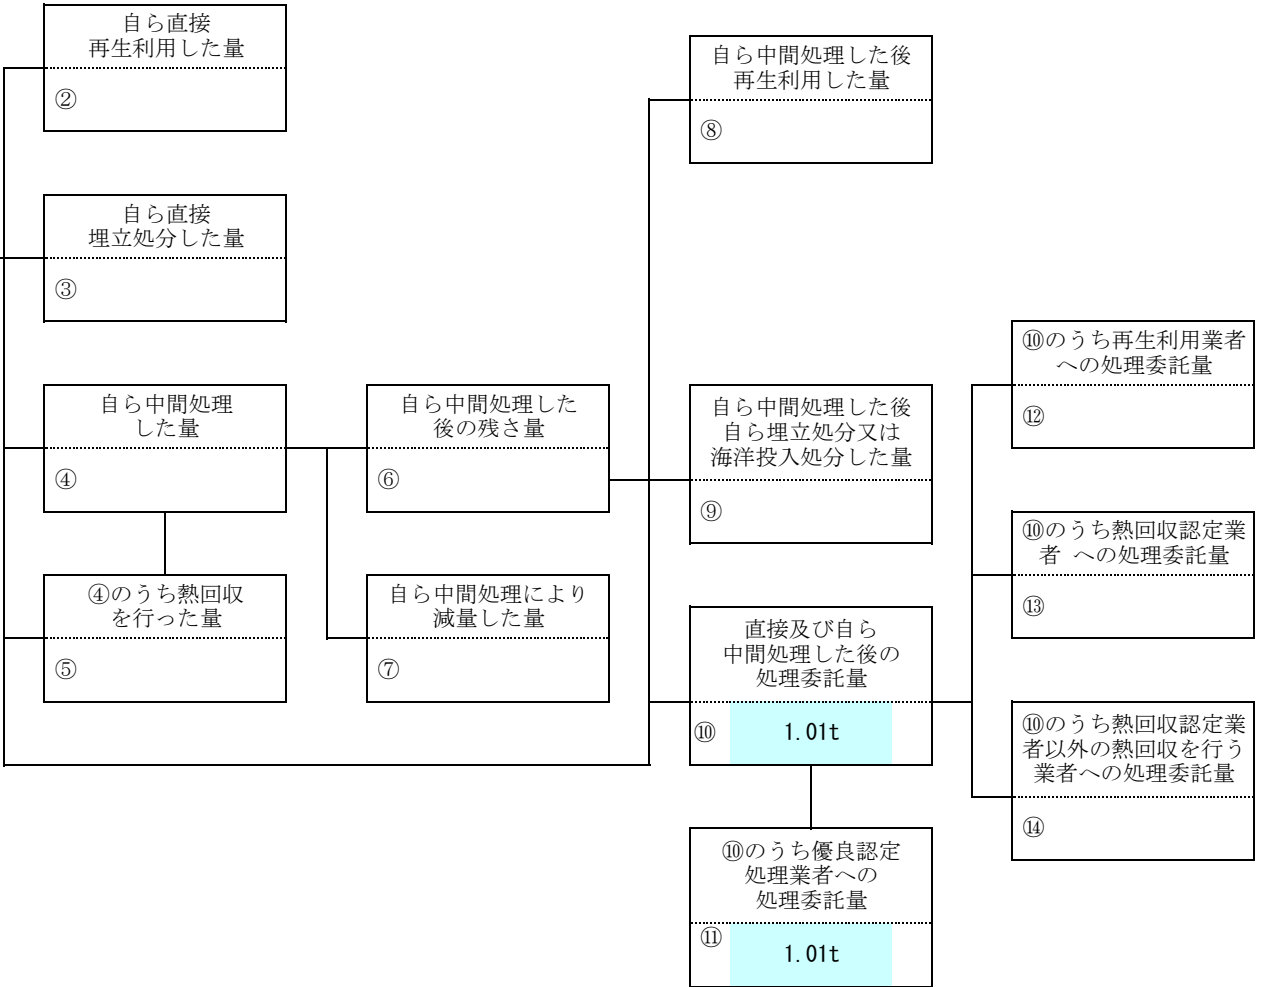 自ら直接
再生利用した量
②
自ら直接
埋立処分した量
③
自ら中間処理
した量
④
④のうち熱回収
を行った量
⑤
自ら中間処理した
後の残さ量
⑥
自ら中間処理により
減量した量
⑦
自ら中間処理した後
再生利用した量
⑧
自ら中間処理した後
自ら埋立処分又は
海洋投入処分した量
⑨
直接及び自ら
中間処理した後の
処理委託量
⑩ 1.01t
⑩のうち優良認定
処理業者への
処理委託量
⑪ 1.01t
⑩のうち再生利用業者
への処理委託量
⑫
⑩のうち熱回収認定業
者 への処理委託量
⑬
⑩のうち熱回収認定業
者以外の熱回収を行う
業者への処理委託量
⑭